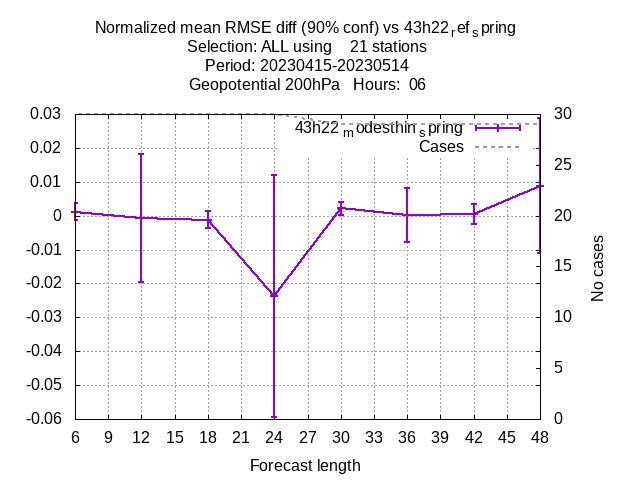 Normalized mean RMSE diff (90% conf) vs 43h22refspring
Selection: ALL using 21 stations
Period: 20230415-20230514
Geopotential 200hPa Hours: 06
43h22modesthinspring
Cases
0.03
0.02
0.01
0
-0.01
-0.02
-0.03
-0.04
-0.05
-0.06
30
25
20
15
10
5
0
No cases
6 9 12 15 18 21 24 27 30 33 36 39 42 45 48
Forecast length